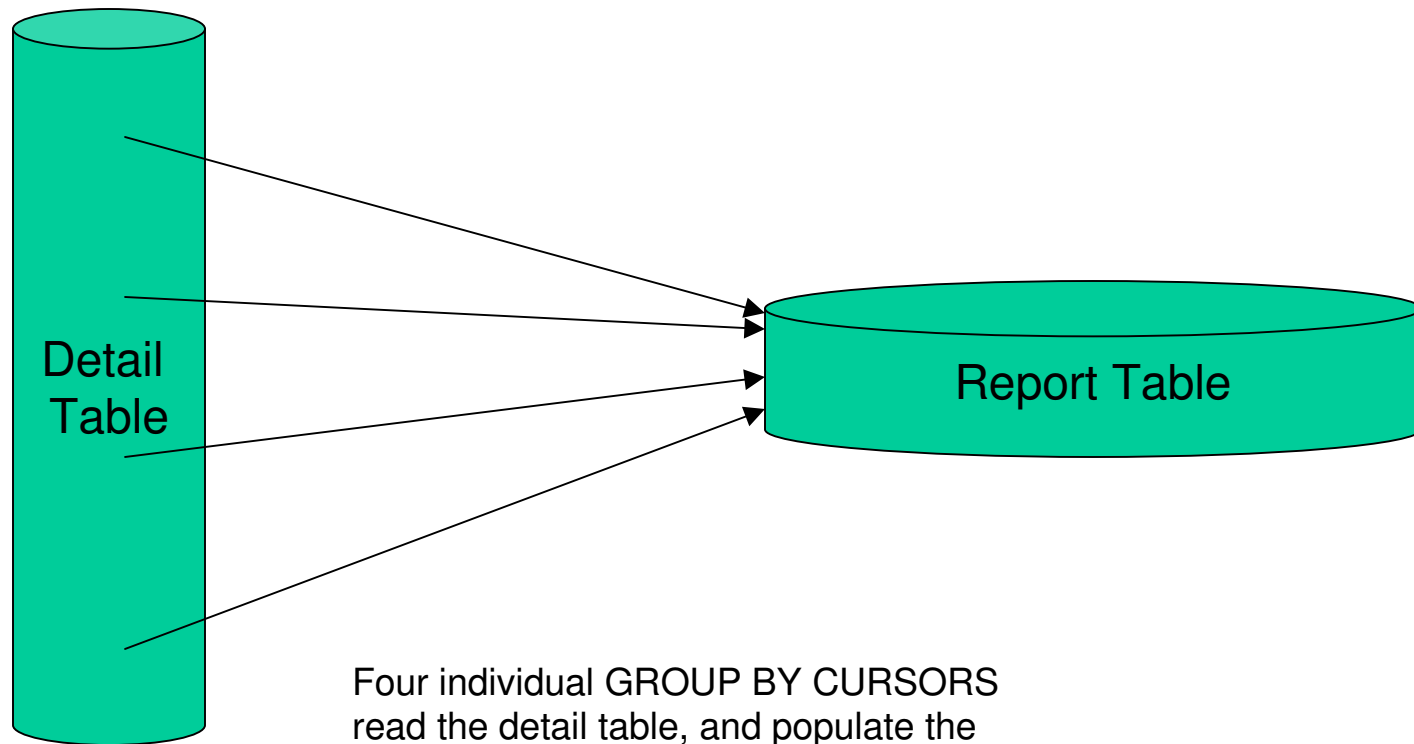 Detail
Table
Report Table
Four individual GROUP BY CURSORS
read the detail table, and populate the